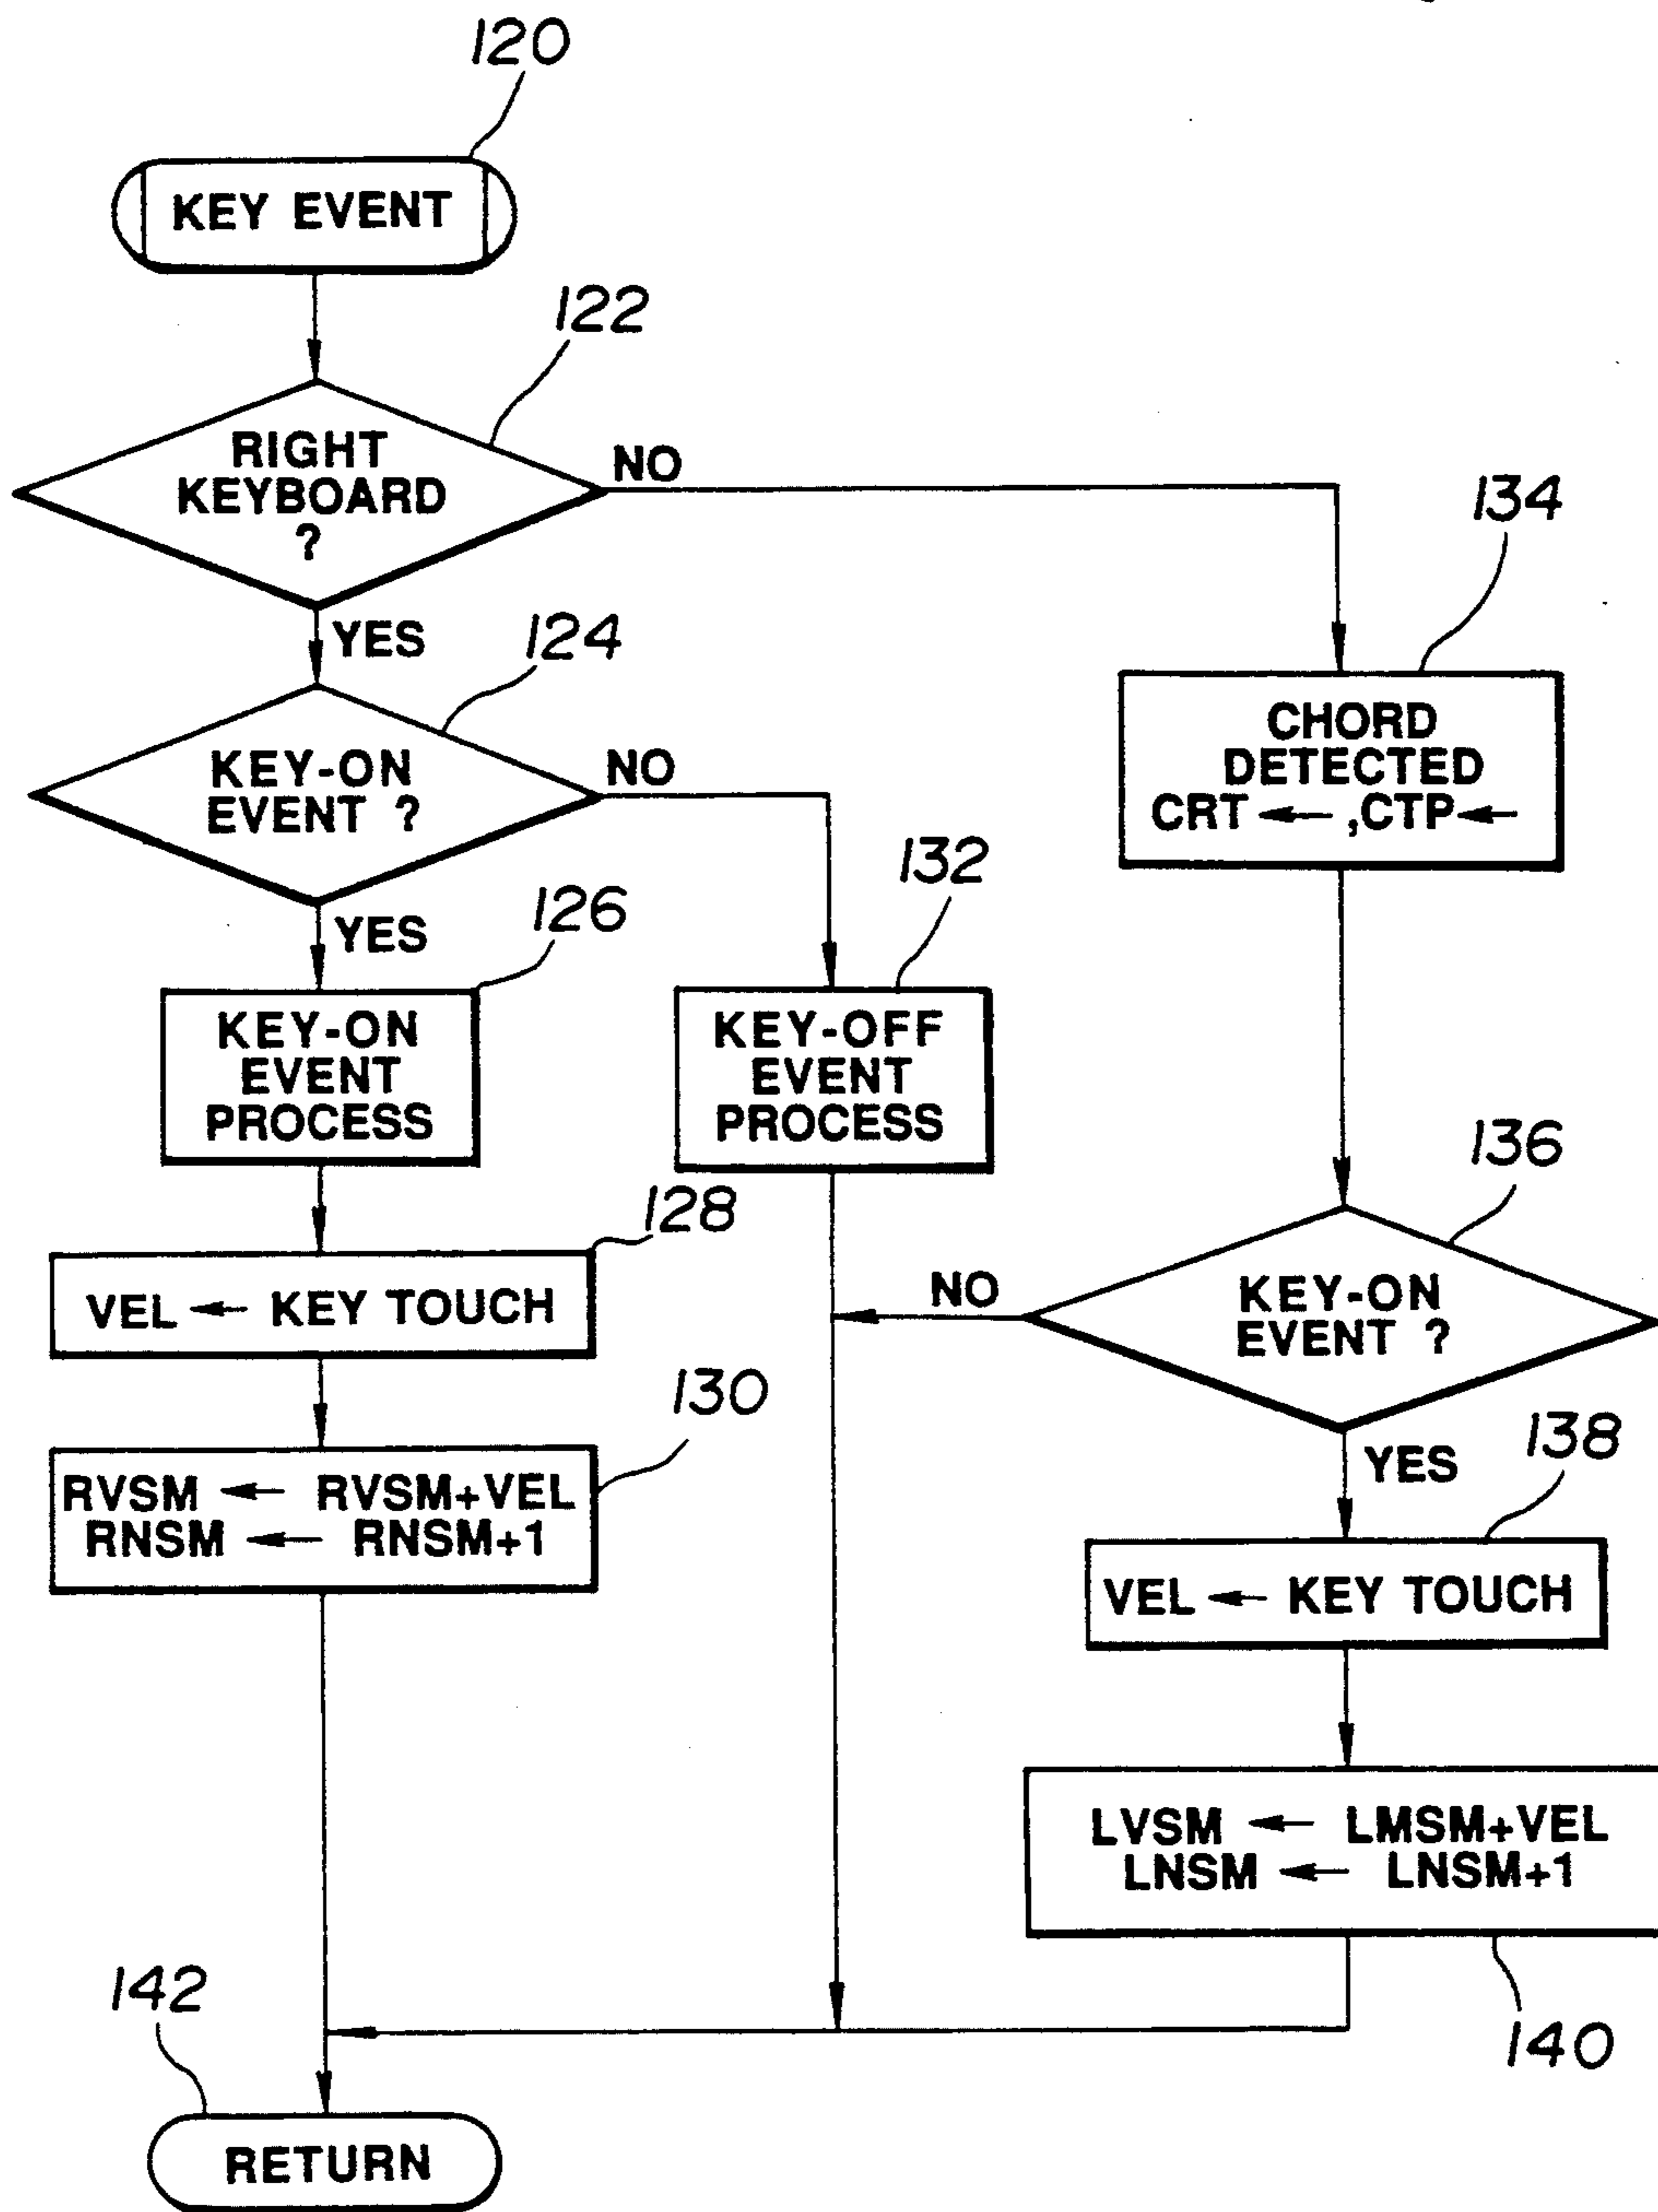 120
KEY EVENT
122
RIGHT
KEYBOARD
?
NO
YES
124
KEY-ON
EVENT ?
NO
YES
126
KEY-ON
EVENT
PROCESS
128
VEL ← KEY TOUCH
130
RVSM ← RVSM+VEL
RNSM ← RNSM+1
132
KEY-OFF
EVENT
PROCESS
134
CHORD
DETECTED
CRT ← ,CTP ←
136
KEY-ON
EVENT ?
NO
YES
138
VEL ← KEY TOUCH
LVSM ← LMSM+VEL
LNSM ← LNSM+1
140
142
RETURN